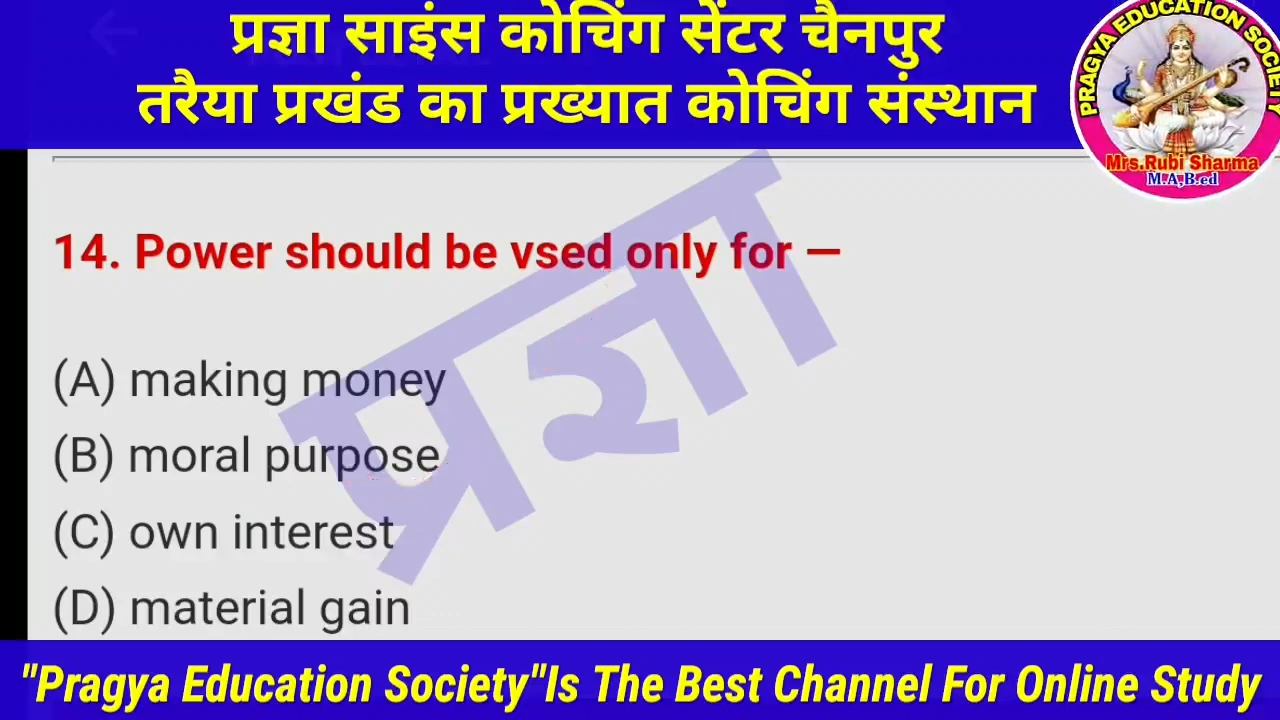 प्रज्ञा साइंस कोचिंग सेंटर चैनपुर
तरैया प्रखंड का प्रख्यात कोचिंग संस्थान
PRAGYA EDUCATION SOCIETY
Mrs.Rubi Sharma
M.A,B.ed
14. Power should be vsed only for —
(A) making money
(B) moral purpose
(C) own interest
(D) material gain
प्रज्ञा
"Pragya Education Society"Is The Best Channel For Online Study